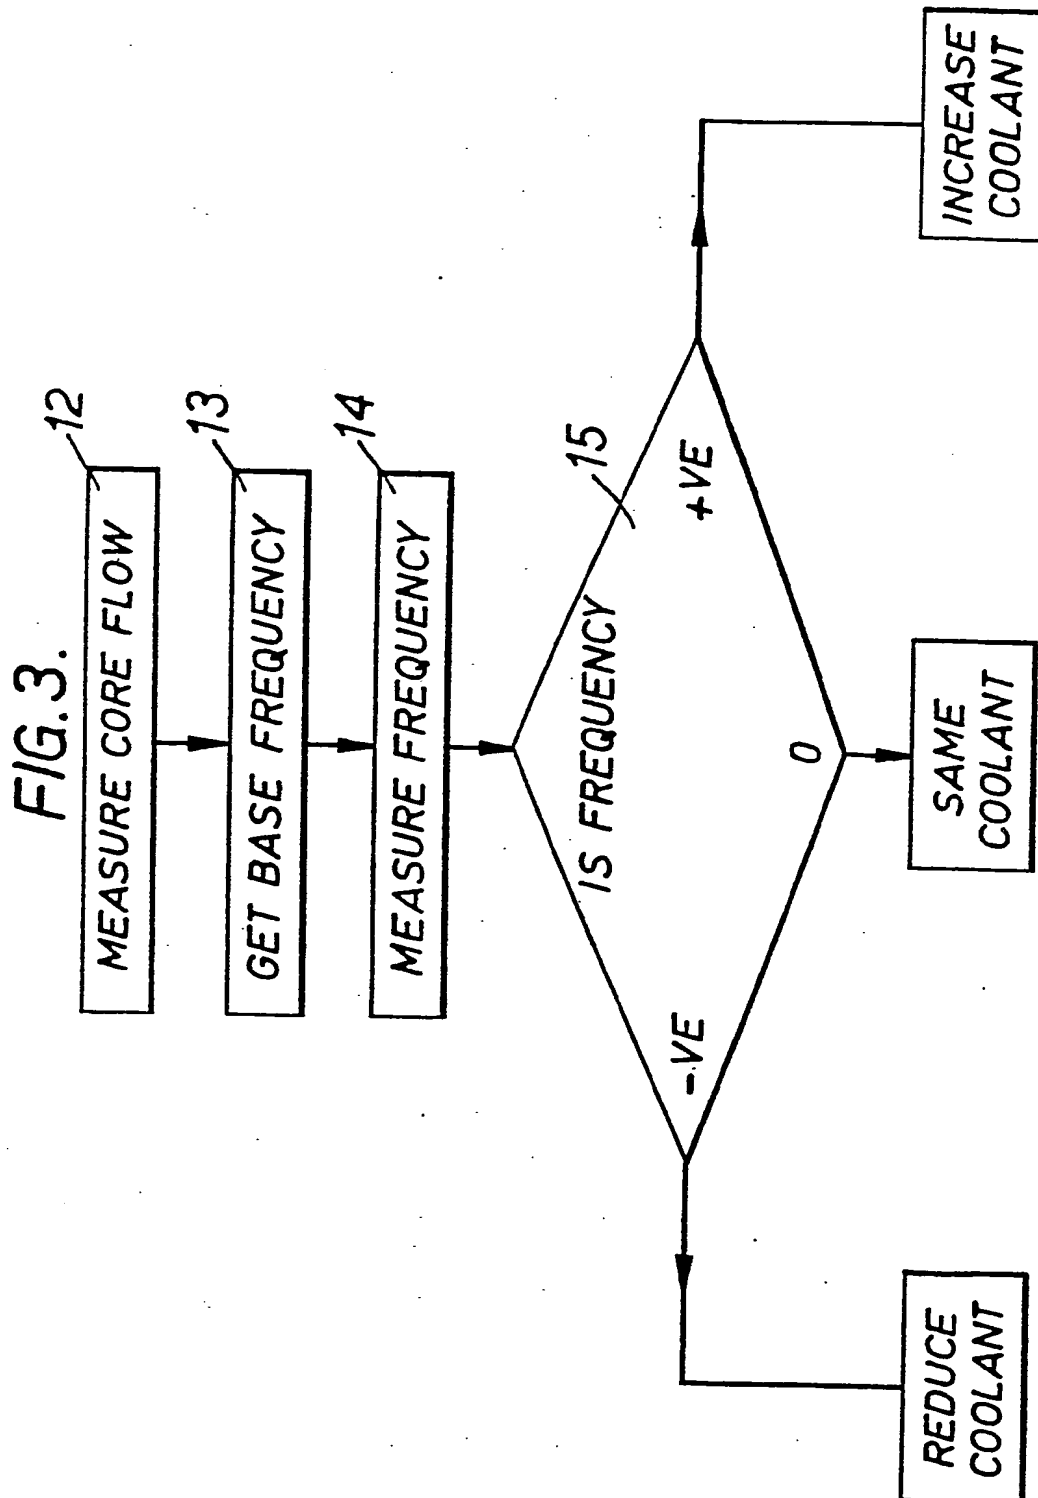 FIG.3.
12
MEASURE CORE FLOW
13
GET BASE FREQUENCY
14
MEASURE FREQUENCY
15
IS FREQUENCY
-VE
+VE
0
REDUCE
COOLANT
SAME
COOLANT
INCREASE
COOLANT